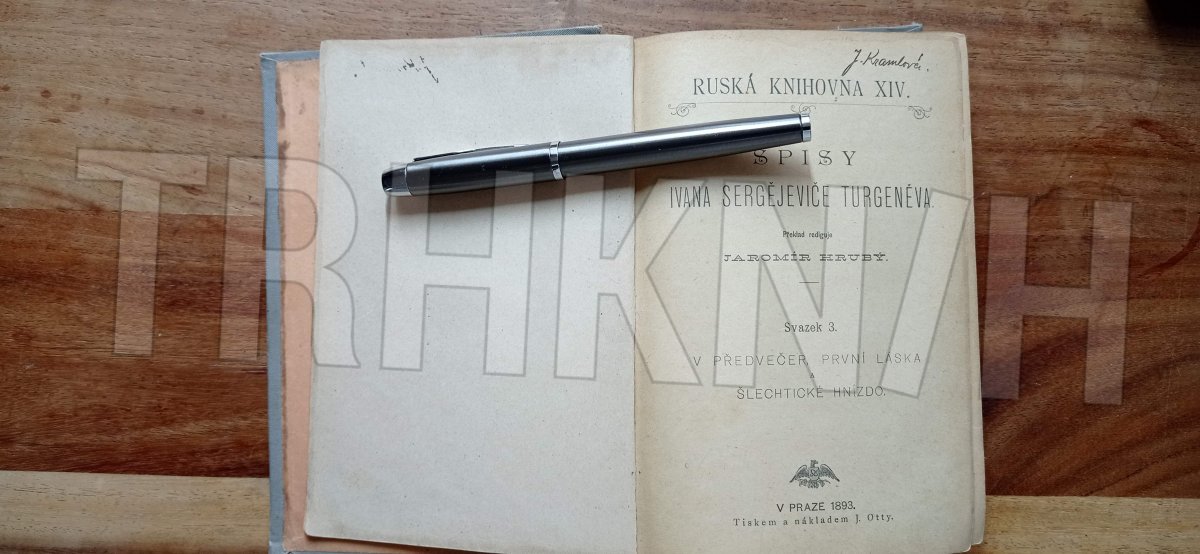 RUSKÁ KNIHOVNA XIV.
SPISY
IVANA SERGĚJEVIČE TURGENĚVA.
Překlad rediguje
JAROMÍR HRUBÝ.
Svazek 3.
V PŘEDVEČER, PRVNÍ LÁSKA
A
ŠLECHTICKÉ HNÍZDO.
V PRAZE 1893.
Tiskem a nákladem J. Otty.
TRHKNIH